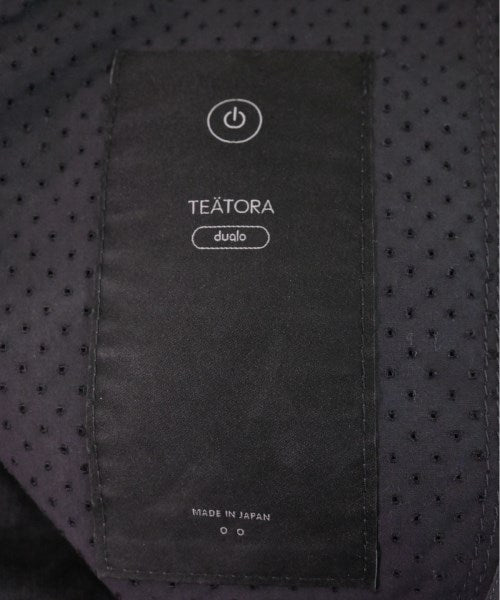 TEÄTORA
dualo
MADE IN JAPAN
o o